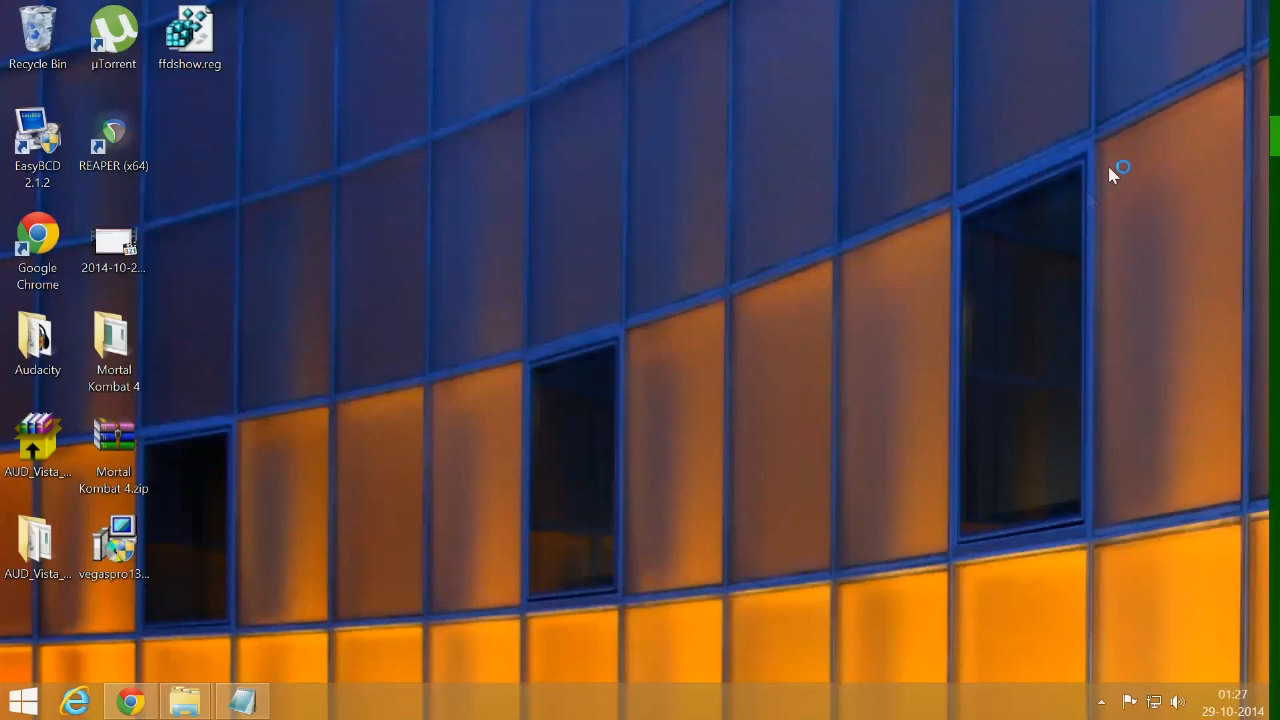 Recycle Bin
µTorrent
ffdshow.reg
EasyBCD
2.1.2
REAPER (x64)
Google
Chrome
2014-10-2...
Audacity
Mortal
Kombat 4
AUD_Vista_...
Mortal
Kombat 4.zip
AUD_Vista_...
vegaspro13...
01:27
29-10-2014